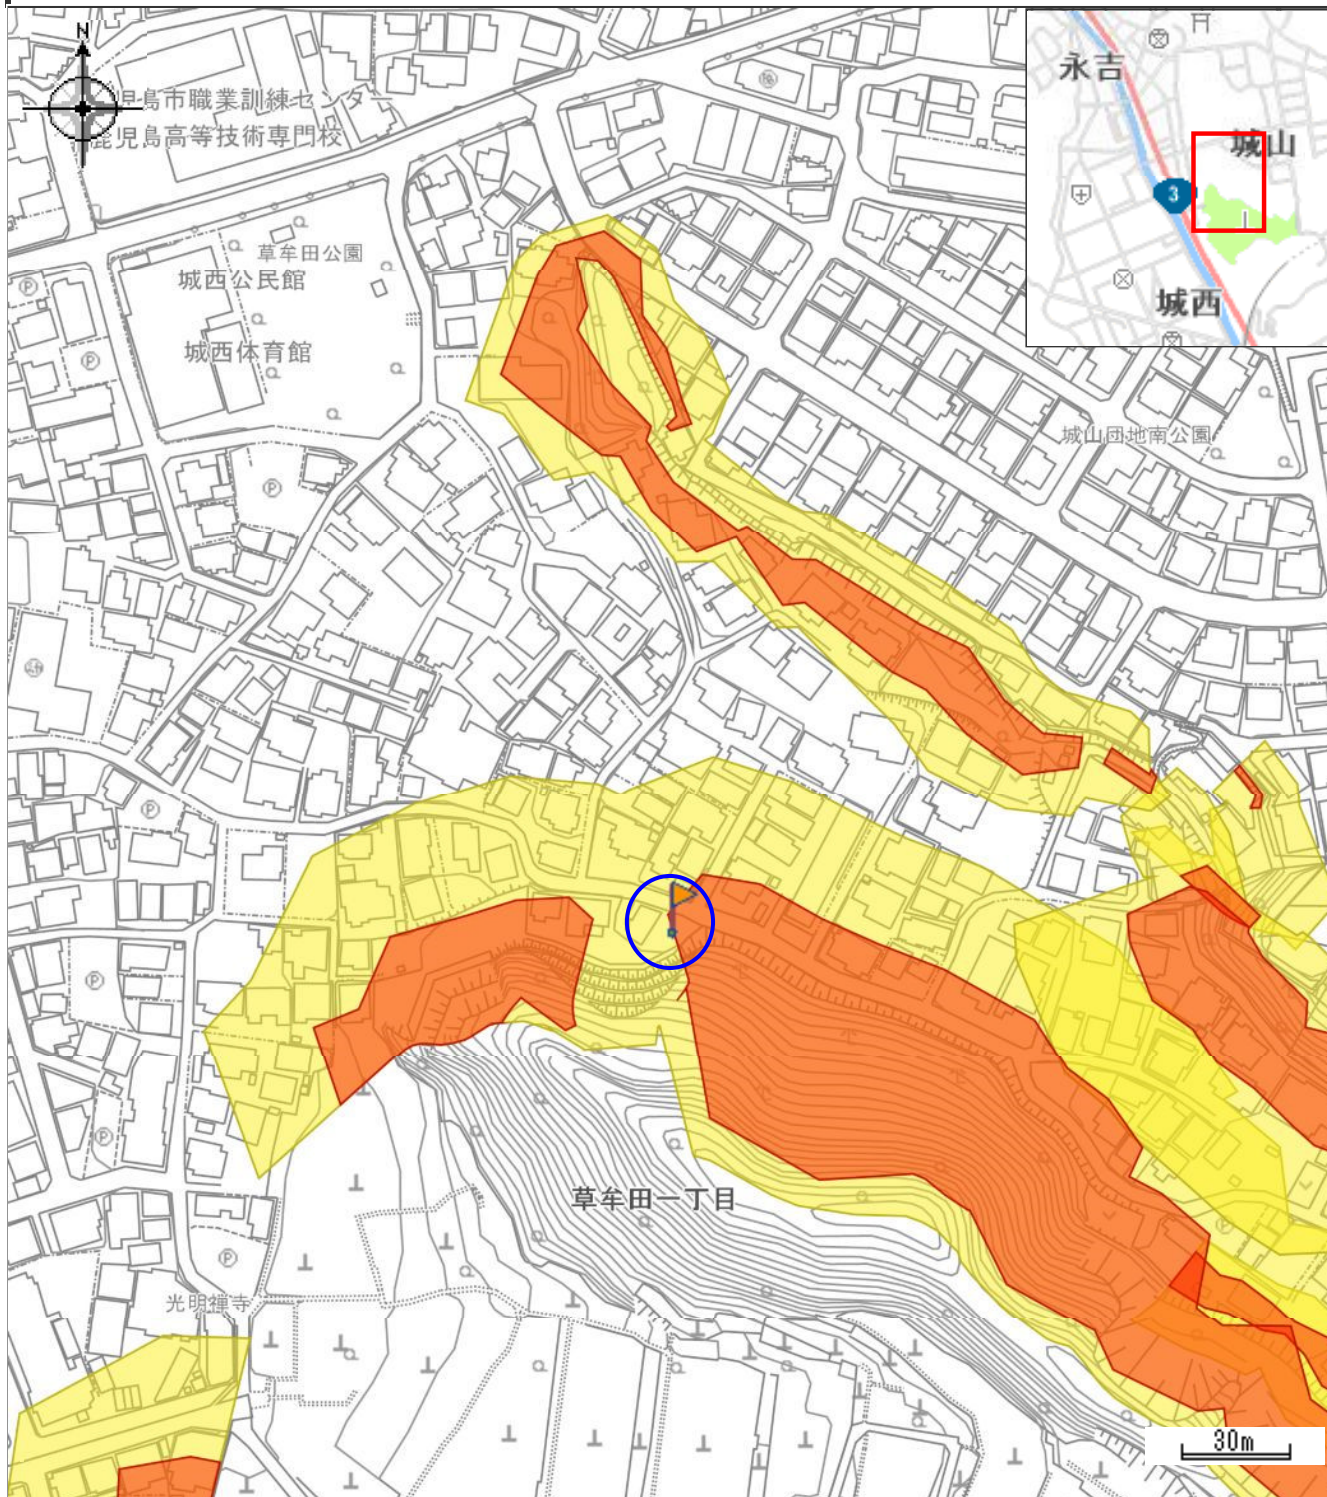 N
永吉
城山
3
城西
児島市職業訓練センター
鹿児島高等技術専門校
草牟田公園
城西公民館
城西体育館
城山団地南公園
草牟田一丁目
光明禅寺
30m